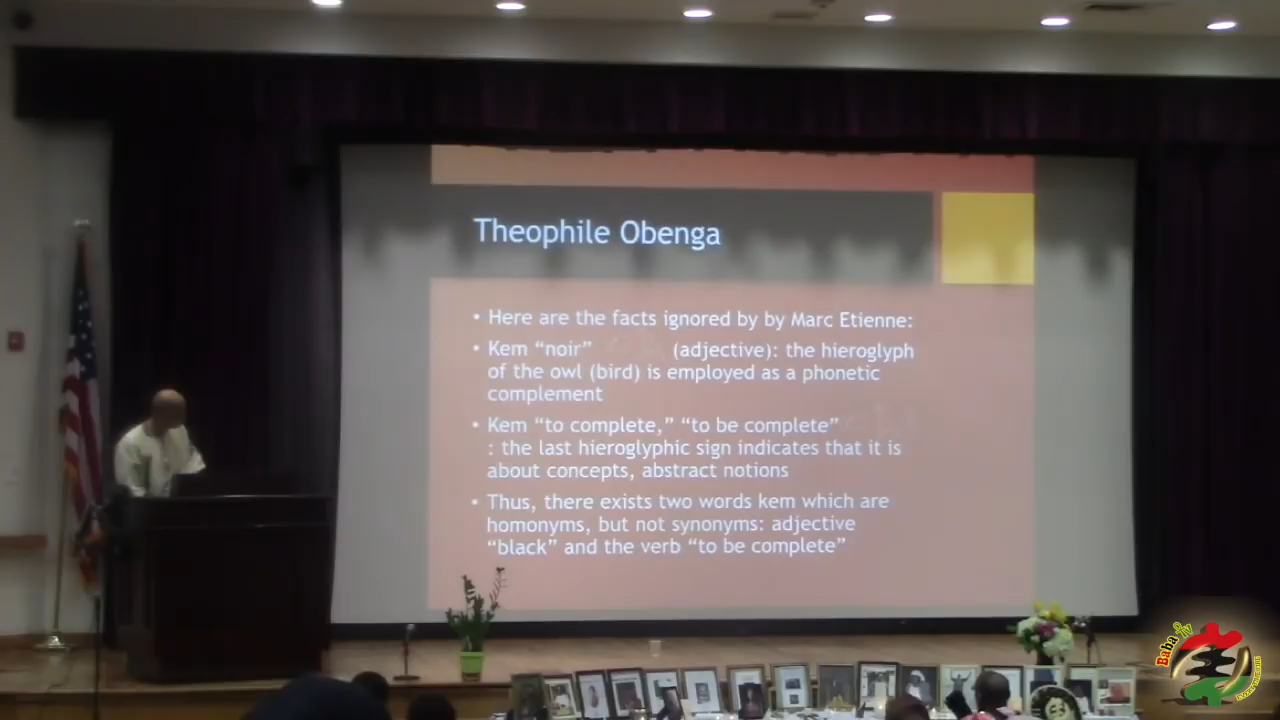 Theophile Obenga
• Here are the facts ignored by by Marc Etienne:
• Kem “noir” (adjective): the hieroglyph
of the owl (bird) is employed as a phonetic
complement
• Kem “to complete,” “to be complete”
: the last hieroglyphic sign indicates that it is
about concepts, abstract notions
• Thus, there exists two words kem which are
homonyms, but not synonyms: adjective
“black” and the verb “to be complete”
Baba
TV